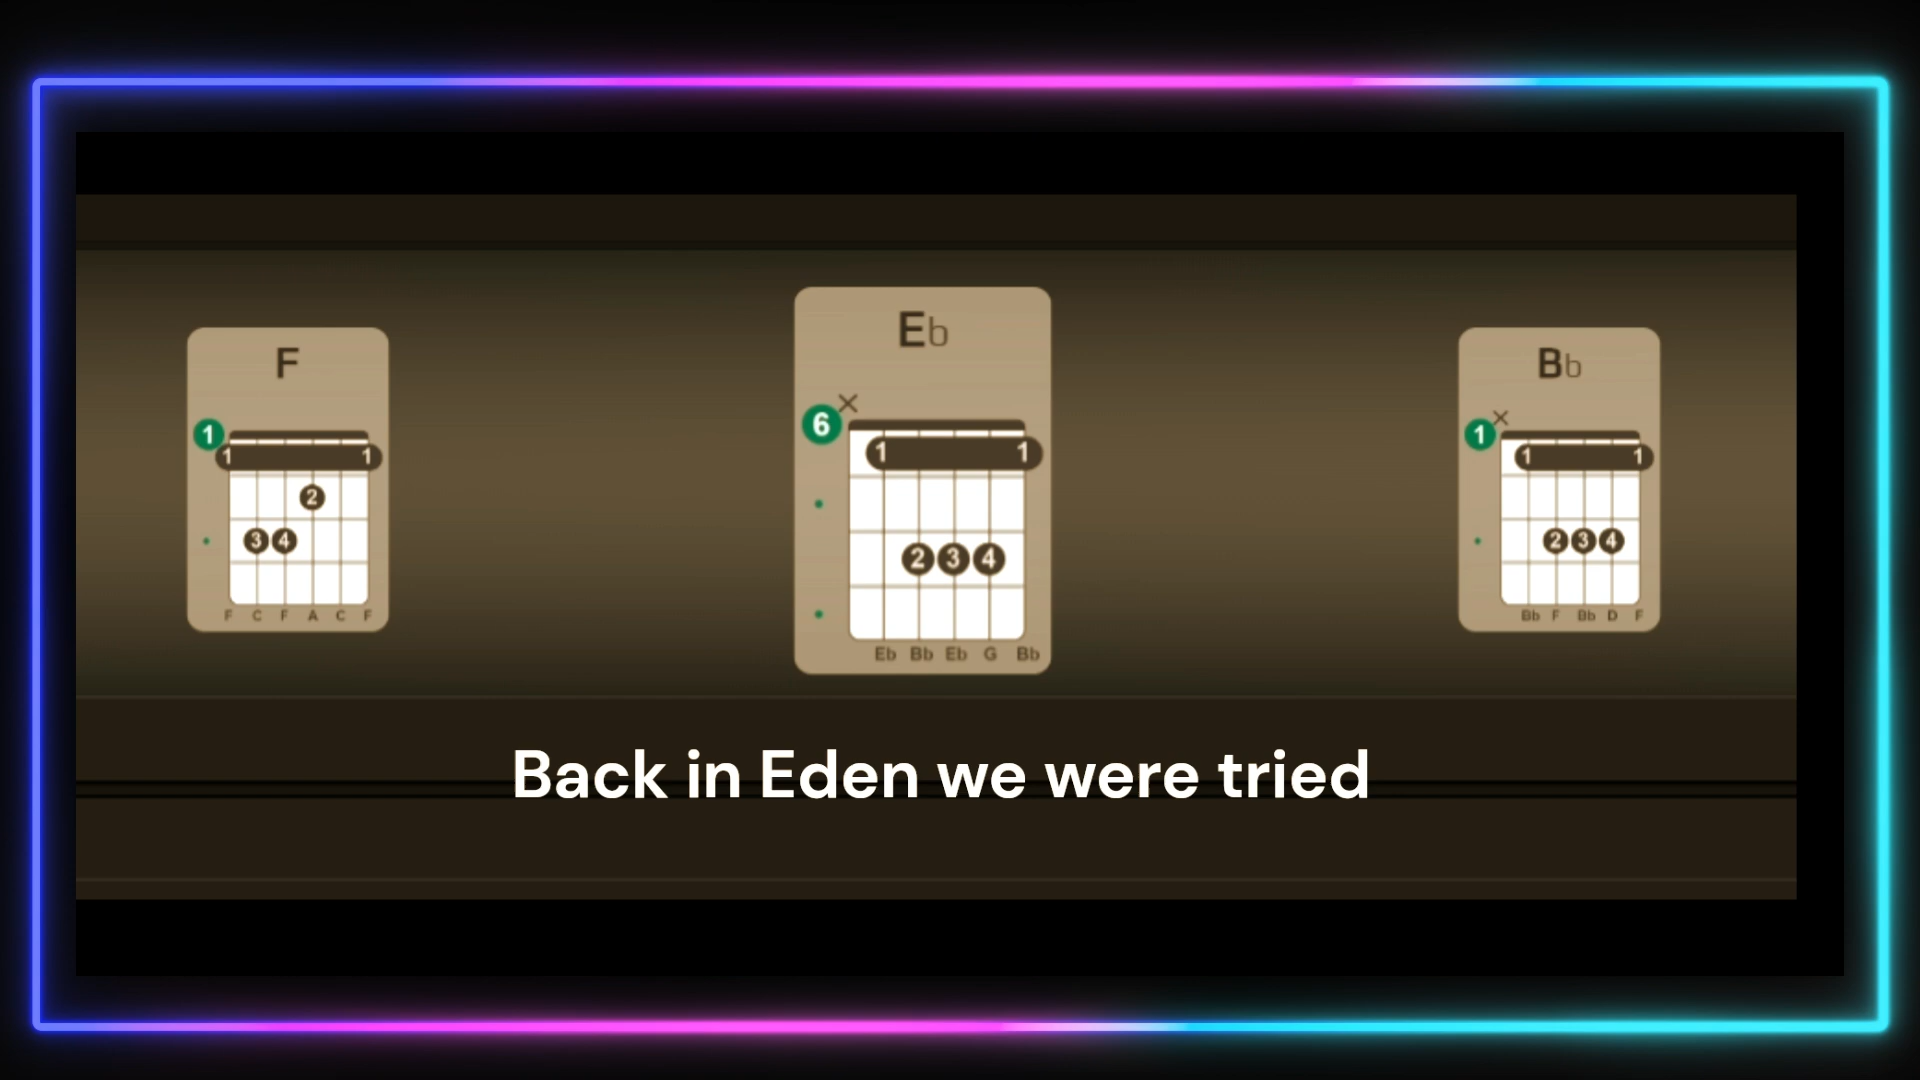 F
Eb
Bb
1
6
1
×
×
1 1
2
3 4
1 1
2 3 4
1 1
2 3 4
F C F A C F
Eb Bb Eb G Bb
Bb F Bb D F
Back in Eden we were tried